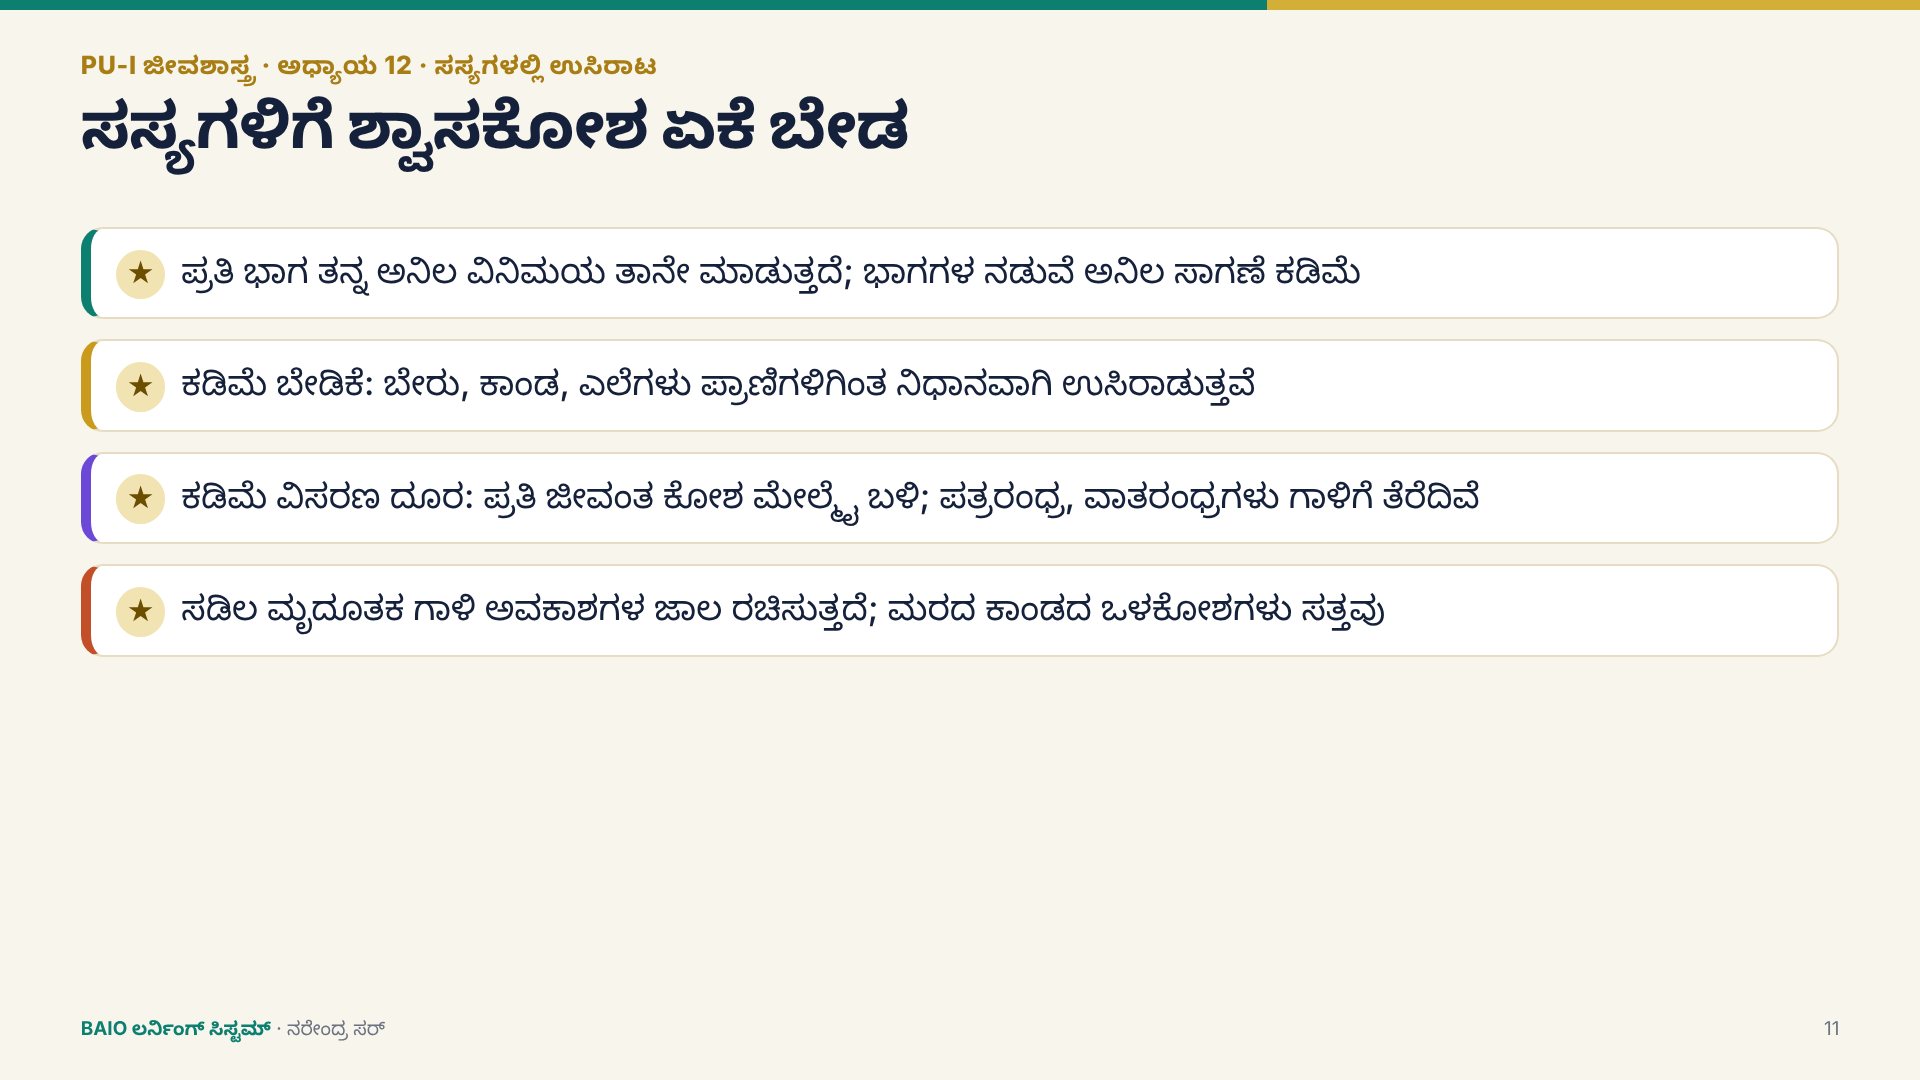 PU-I ಜೀವಶಾಸ್ತ್ರ · ಅಧ್ಯಾಯ 12 · ಸಸ್ಯಗಳಲ್ಲಿ ಉಸಿರಾಟ
ಸಸ್ಯಗಳಿಗೆ ಶ್ವಾಸಕೋಶ ಏಕೆ ಬೇಡ
★ ಪ್ರತಿ ಭಾಗ ತನ್ನ ಅನಿಲ ವಿನಿಮಯ ತಾನೇ ಮಾಡುತ್ತದೆ; ಭಾಗಗಳ ನಡುವೆ ಅನಿಲ ಸಾಗಣೆ ಕಡಿಮೆ
★ ಕಡಿಮೆ ಬೇಡಿಕೆ: ಬೇರು, ಕಾಂಡ, ಎಲೆಗಳು ಪ್ರಾಣಿಗಳಿಗಿಂತ ನಿಧಾನವಾಗಿ ಉಸಿರಾಡುತ್ತವೆ
★ ಕಡಿಮೆ ವಿಸರಣ ದೂರ: ಪ್ರತಿ ಜೀವಂತ ಕೋಶ ಮೇಲ್ಮೈ ಬಳಿ; ಪತ್ರರಂಧ್ರ, ವಾತರಂಧ್ರಗಳು ಗಾಳಿಗೆ ತೆರೆದಿವೆ
★ ಸಡಿಲ ಮೃದೂತಕ ಗಾಳಿ ಅವಕಾಶಗಳ ಜಾಲ ರಚಿಸುತ್ತದೆ; ಮರದ ಕಾಂಡದ ಒಳಕೋಶಗಳು ಸತ್ತವು
BAIO ಲರ್ನಿಂಗ್ ಸಿಸ್ಟಮ್ · ನರೇಂದ್ರ ಸರ್
11